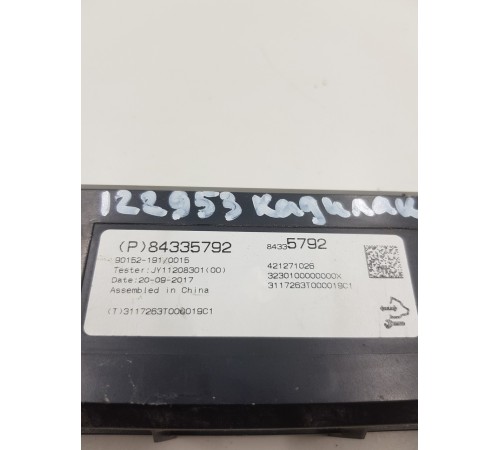 122953 Кадилак
(P)84335792
84335792
90152-191/0015
Tester:JY11208301(00)
Date:20-09-2017
Assembled in China
421271026
3230100000000X
3117263T000019C1
(T)3117263T000019C1